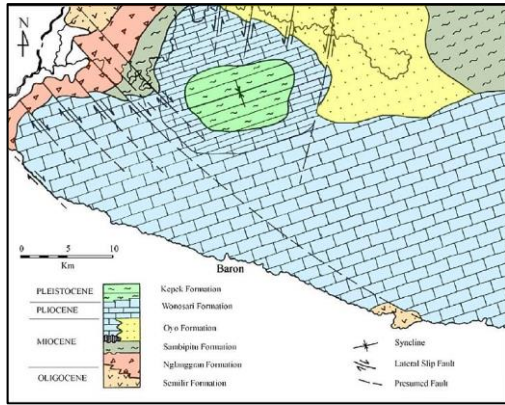 N
0 5 10
Km
Baron
PLEISTOCENE
PLIOCENE
MIOCENE
OLIGOCENE
Kepek Formation
Wonosari Formation
Oyo Formation
Sambipitu Formation
Nglanggran Formation
Semilir Formation
Syncline
Lateral Slip Fault
Presumed Fault